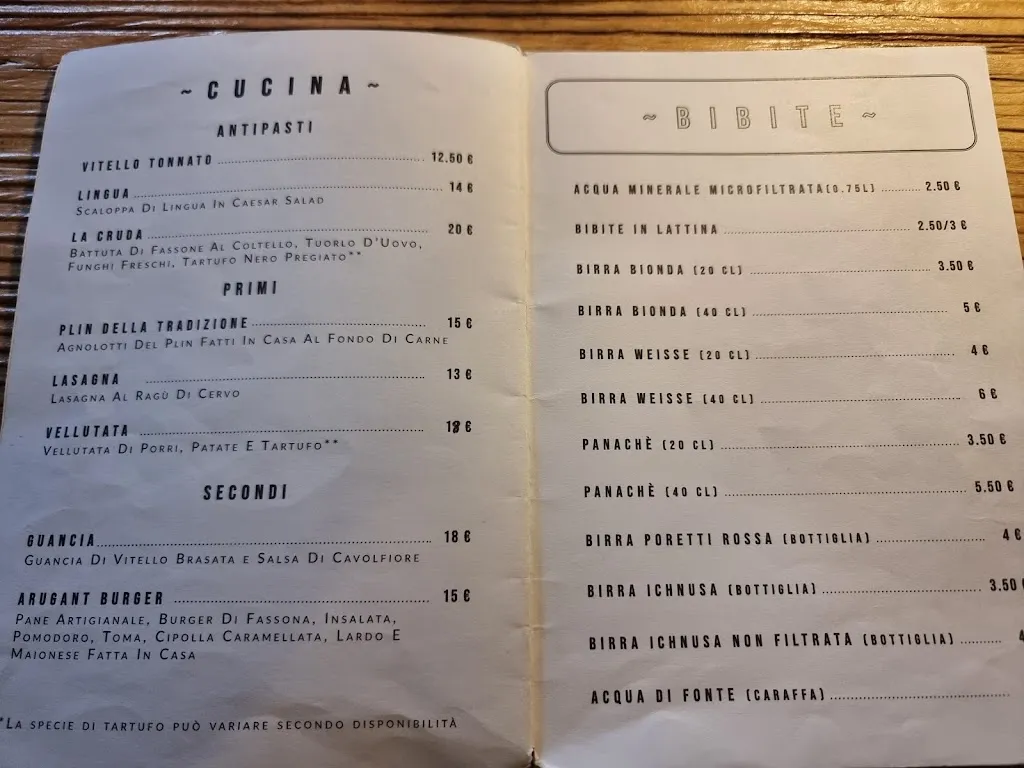 ~CUCINA~
ANTIPASTI
VITELLO TONNATO 12.50 €
LINGUA 14 €
SCALOPPA DI LINGUA IN CAESAR SALAD
LA CRUDA 20 €
BATTUTA DI FASSONE AL COLTELLO, TUORLO D'UOVO,
FUNGHI FRESCHI, TARTUFO NERO PREGIATO**
PRIMI
PLIN DELLA TRADIZIONE 15 €
AGNOLOTTI DEL PLIN FATTI IN CASA AL FONDO DI CARNE
LASAGNA 13 €
LASAGNA AL RAGÙ DI CERVO
VELLUTATA €
VELLUTATA DI PORRI, PATATE E TARTUFO**
SECONDI
GUANCIA 18 €
GUANCIA DI VITELLO BRASATA E SALSA DI CAVOLFIORE
ARUGANT BURGER 15 €
PANE ARTIGIANALE, BURGER DI FASSONA, INSALATA,
POMODORO, TOMA, CIPOLLA CARAMELLATA, LARDO E
MAIONESE FATTA IN CASA
*LA SPECIE DI TARTUFO PUÒ VARIARE SECONDO DISPONIBILITÀ
~BIBITE~
ACQUA MINERALE MICROFILTRATA(0.75L) 2.50 €
BIBITE IN LATTINA 2.50/3 €
BIRRA BIONDA (20 CL) 3.50 €
BIRRA BIONDA (40 CL) 5 €
BIRRA WEISSE (20 CL) 4 €
BIRRA WEISSE (40 CL) 6 €
PANACHÈ (20 CL) 3.50 €
PANACHÈ (40 CL) 5.50 €
BIRRA PORETTI ROSSA (BOTTIGLIA) 4 €
BIRRA ICHNUSA (BOTTIGLIA) 3.50
BIRRA ICHNUSA NON FILTRATA (BOTTIGLIA)
ACQUA DI FONTE (CARAFFA)